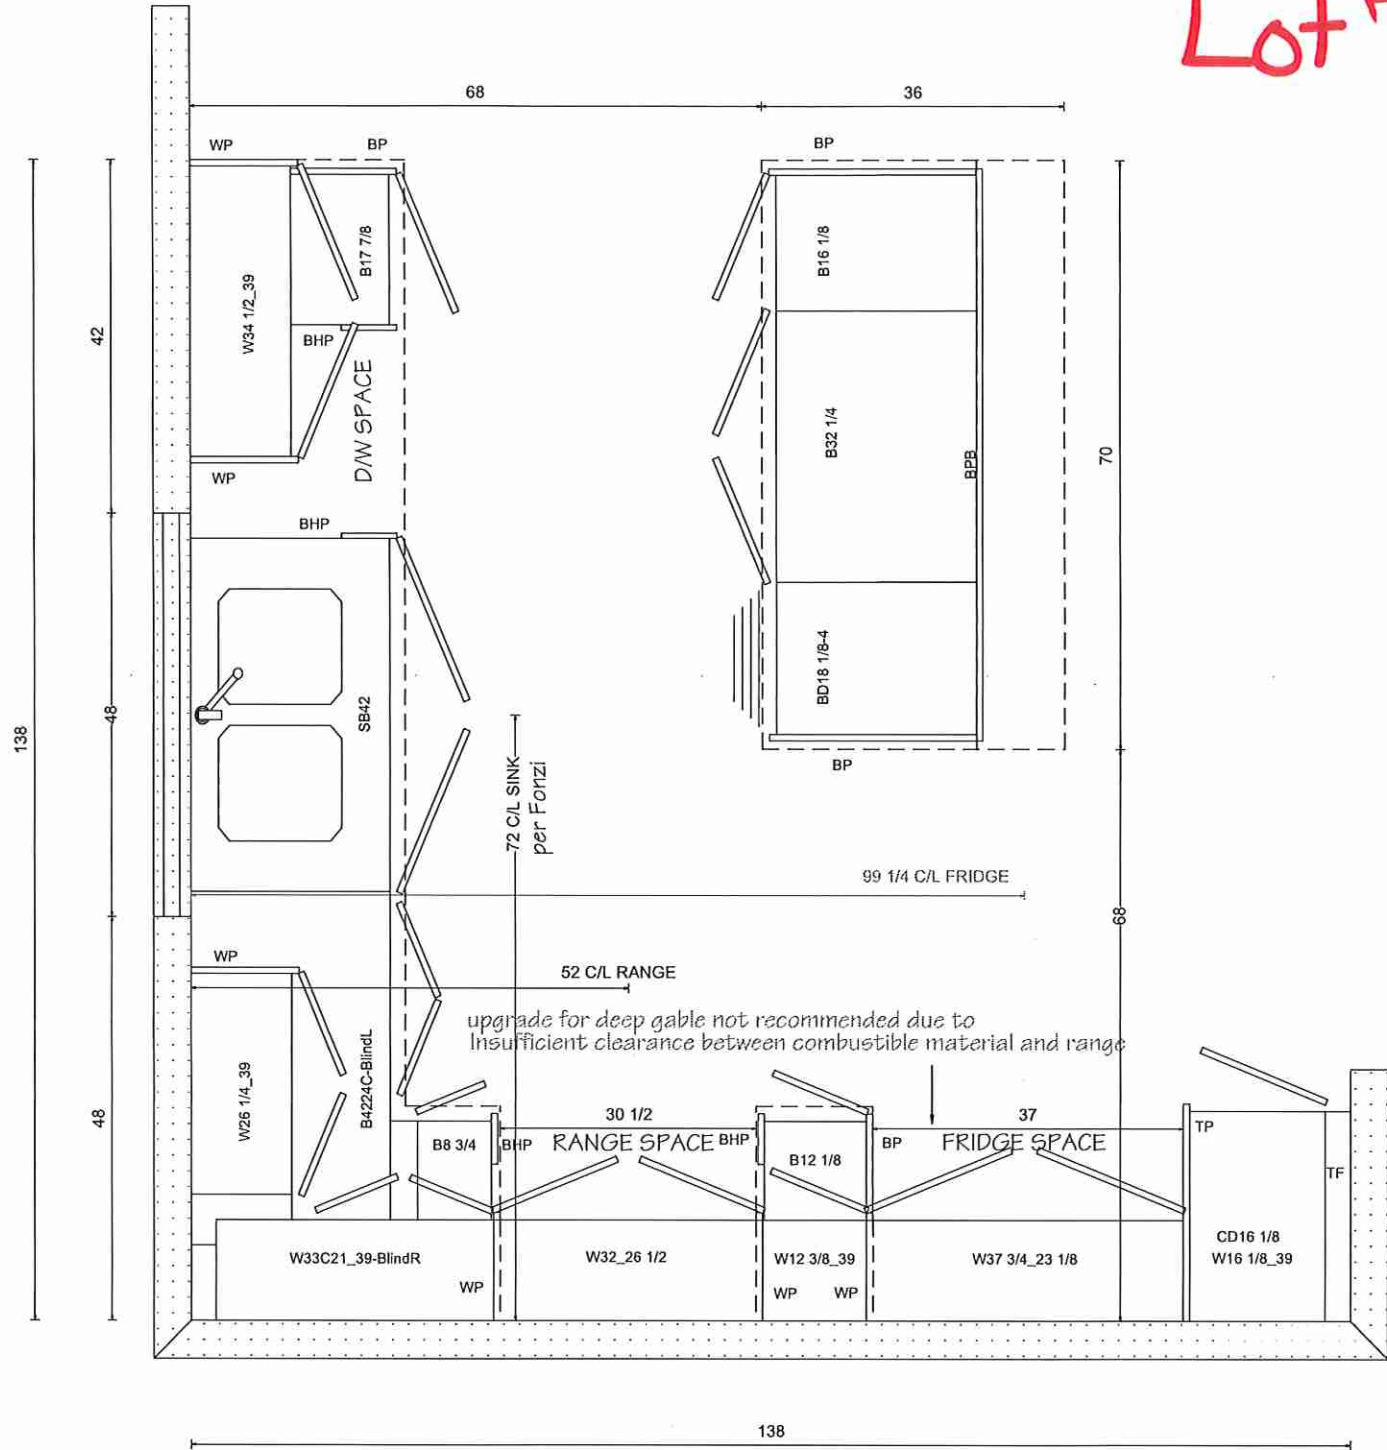 Lot
68
36
WP
BP
BP
W34 1/2_39
B17 7/8
BHP
D/W SPACE
WP
BHP
42
138
48
48
B16 1/8
B32 1/4
BPB
BD18 1/8-4
BP
70
SB42
72 C/L SINK
per Fonzi
99 1/4 C/L FRIDGE
68
WP
52 C/L RANGE
upgrade for deep gable not recommended due to
Insufficient clearance between combustible material and range
W26 1/4_39
B4224C-BlindL
30 1/2
37
B8 3/4
BHP
RANGE SPACE
BHP
B12 1/8
BP
FRIDGE SPACE
TP
TF
W33C21_39-BlindR
WP
W32_26 1/2
W12 3/8_39
WP
WP
W37 3/4_23 1/8
CD16 1/8
W16 1/8_39
138